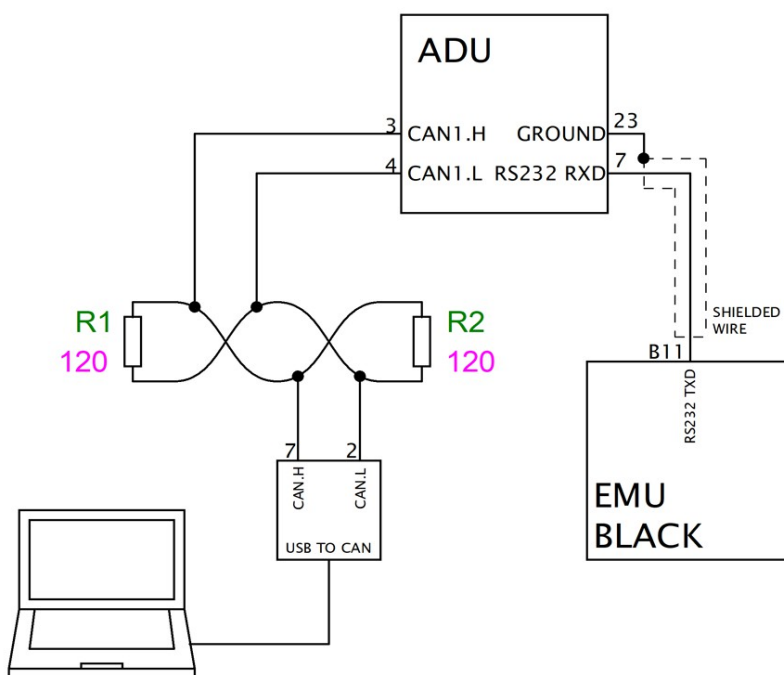 ADU
3 CAN1.H GROUND 23
4 CAN1.L RS232 RXD 7
R1
120
R2
120
SHIELDED
WIRE
B11
RS232 TXD
EMU
BLACK
7 2
CAN.H CAN.L
USB TO CAN